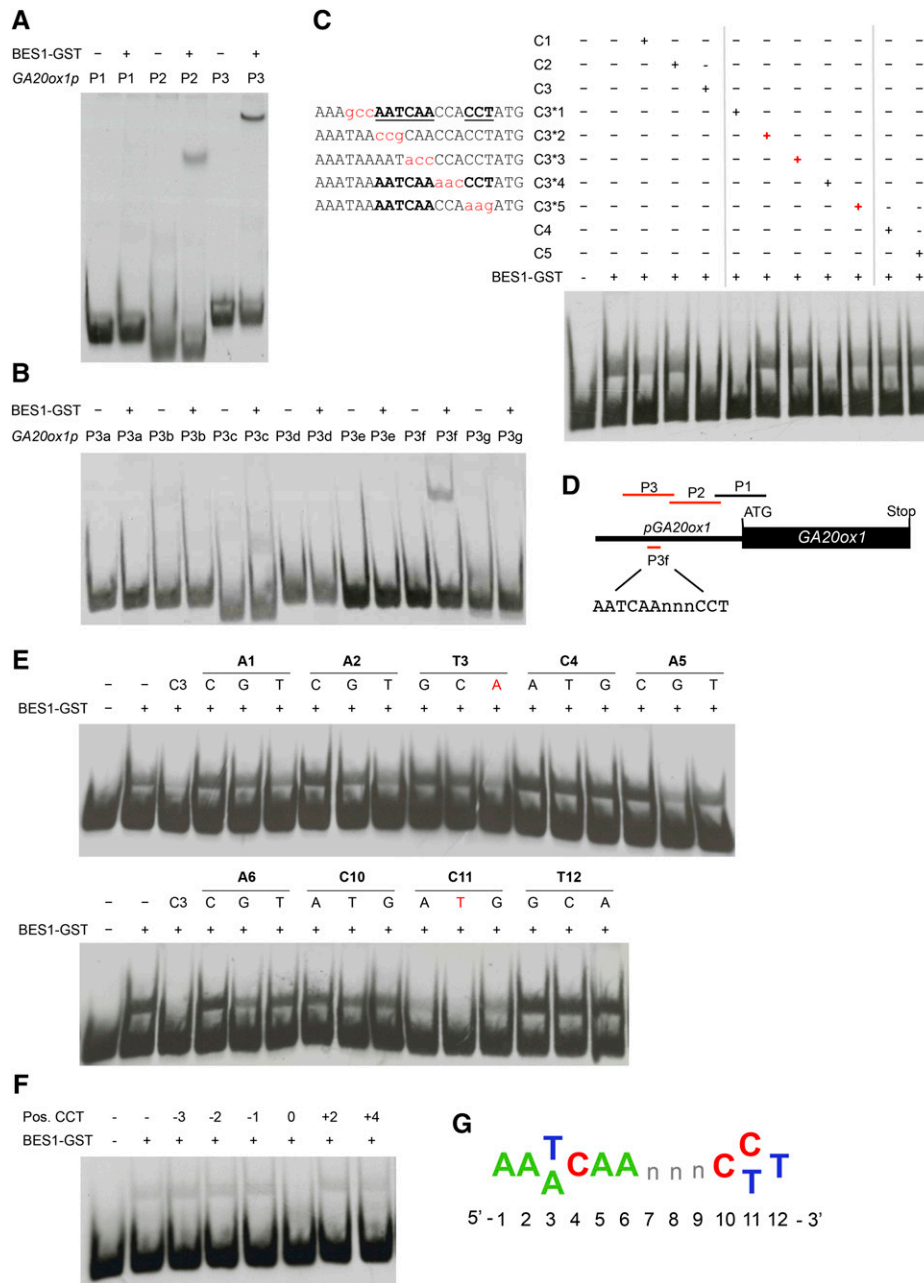 A
BES1-GST – + – + – +
GA20ox1p P1 P1 P2 P2 P3 P3
B
BES1-GST – + – + – + – + – + – + – +
GA20ox1p P3a P3a P3b P3b P3c P3c P3d P3d P3e P3e P3f P3f P3g P3g
C
C1 – – + – – – – – – – – –
C2 – – – + - – – – – – – –
C3 – – – – + – – – – – – –
AAAgccAATCAACCACCTATG C3*1 – – – – – + – – – – – –
AAATAAccgCAACCACCTATG C3*2 – – – – – – + – – – – –
AAATAAAATaccCCACCTATG C3*3 – – – – – – – + – – – –
AAATAAAATCAAaacCCTATG C3*4 – – – – – – – – + – – –
AAATAAAATCAACCAaagATG C3*5 – – – – – – – – – + - -
C4 – – – – – – – – – – + -
C5 – – – – – – – – – – – +
BES1-GST - + + + + + + + + + + +
D
P3 P2 P1
ATG Stop
pGA20ox1 GA20ox1
P3f
AATCAAnnnCCT
E
A1 A2 T3 C4 A5
– – C3 C G T C G T G C A A T G C G T
BES1-GST – + + + + + + + + + + + + + + + + +
A6 C10 C11 T12
– – C3 C G T A T G A T G G C A
BES1-GST – + + + + + + + + + + + + + +
F
Pos. CCT - - -3 -2 -1 0 +2 +4
BES1-GST - + + + + + + +
G
C
T
AA CAA n n n C T
A T
5' - 1 2 3 4 5 6 7 8 9 10 11 12 - 3'